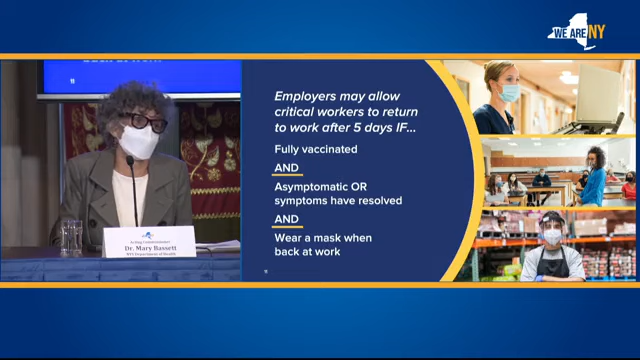 WE ARE NY
Employers may allow
critical workers to return
to work after 5 days IF...
Fully vaccinated
AND
Asymptomatic OR
symptoms have resolved
AND
Wear a mask when
back at work
Acting Commissioner
Dr. Mary Bassett
NYS Department of Health